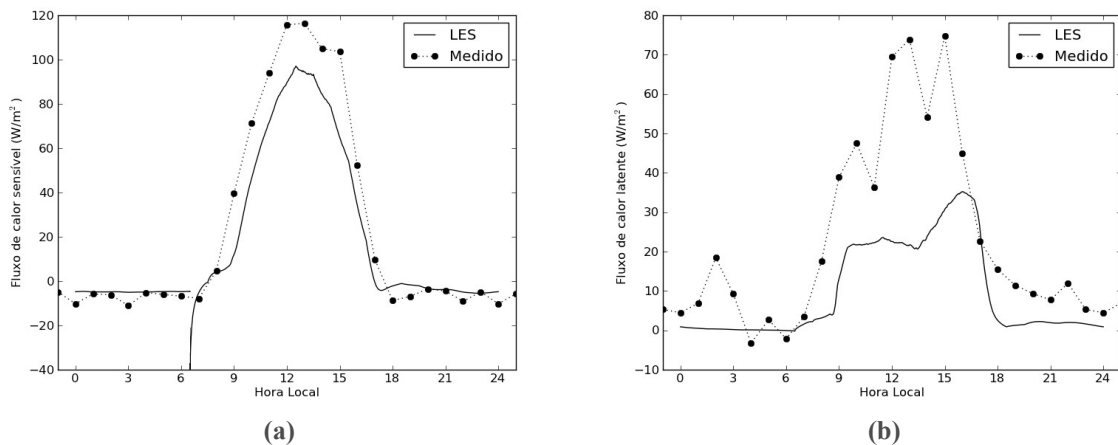 120
100
80
60
40
20
0
−20
−40
Fluxo de calor sensível (W/m²)
0 3 6 9 12 15 18 21 24
Hora Local
LES
Medido
(a)
80
70
60
50
40
30
20
10
0
−10
Fluxo de calor latente (W/m²)
0 3 6 9 12 15 18 21 24
Hora Local
LES
Medido
(b)